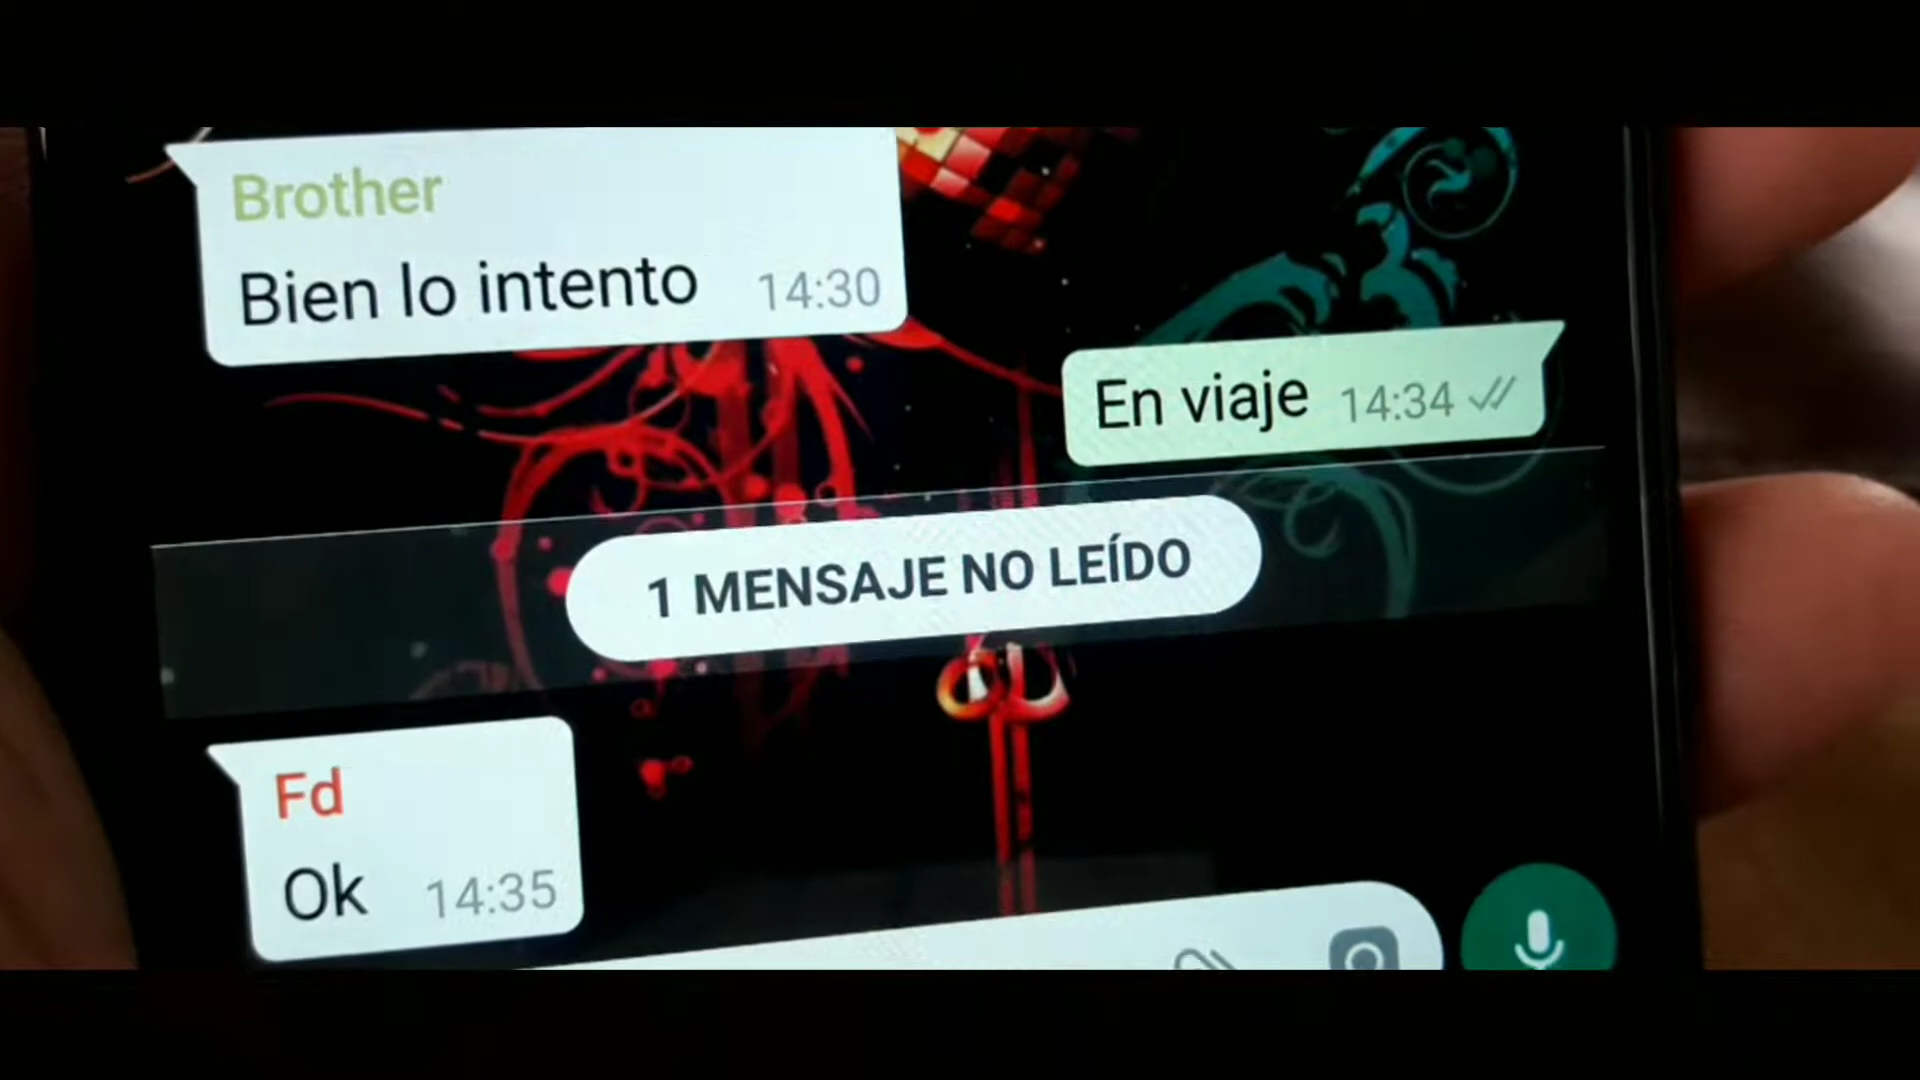 Brother
Bien lo intento 14:30
En viaje 14:34
1 MENSAJE NO LEÍDO
Fd
Ok 14:35